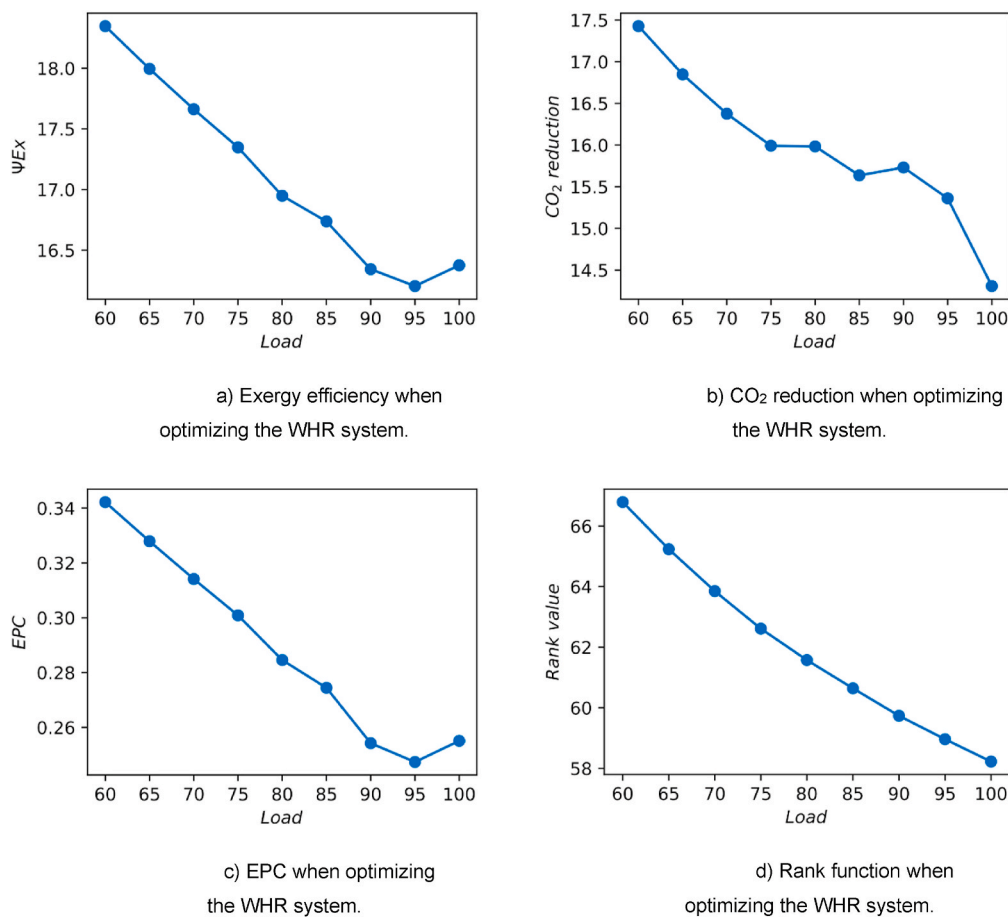 18.0
17.5
17.0
16.5
ΨEx
60 65 70 75 80 85 90 95 100
Load
a) Exergy efficiency when
optimizing the WHR system.
17.5
17.0
16.5
16.0
15.5
15.0
14.5
CO₂ reduction
60 65 70 75 80 85 90 95 100
Load
b) CO₂ reduction when optimizing
the WHR system.
0.34
0.32
0.30
0.28
0.26
EPC
60 65 70 75 80 85 90 95 100
Load
c) EPC when optimizing
the WHR system.
66
64
62
60
58
Rank value
60 65 70 75 80 85 90 95 100
Load
d) Rank function when
optimizing the WHR system.